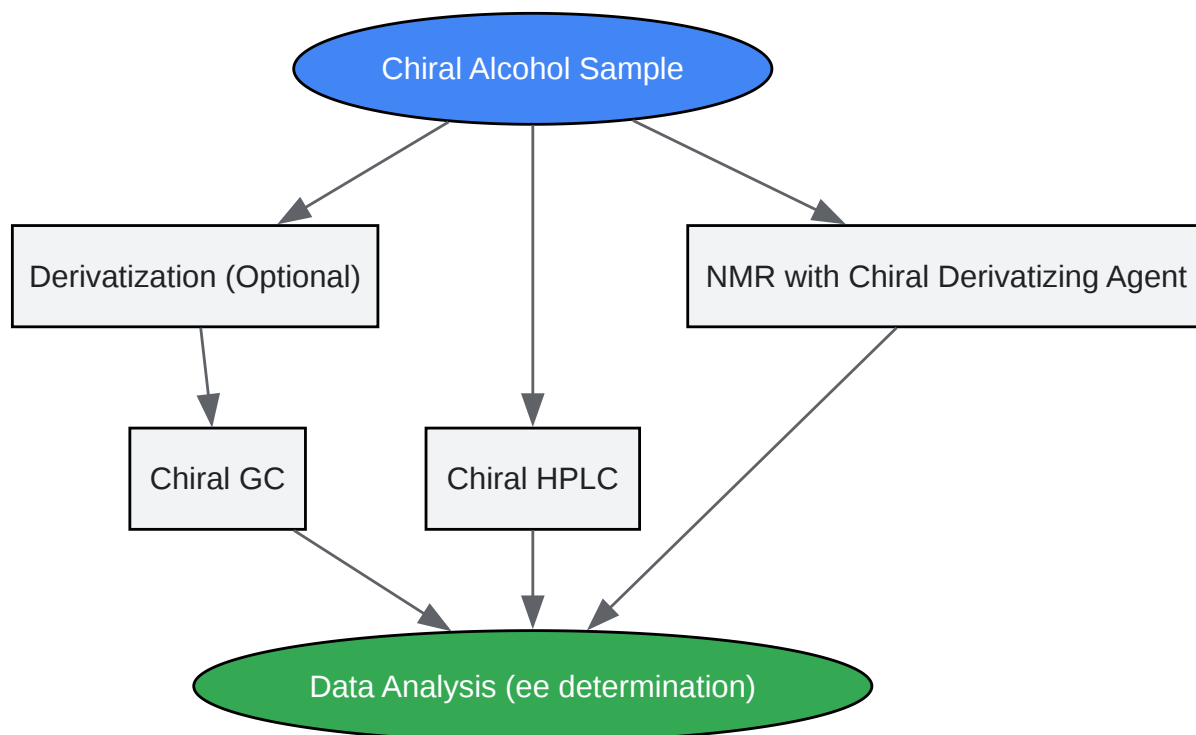 Chiral Alcohol Sample
Derivatization (Optional)
NMR with Chiral Derivatizing Agent
Chiral GC
Chiral HPLC
Data Analysis (ee determination)